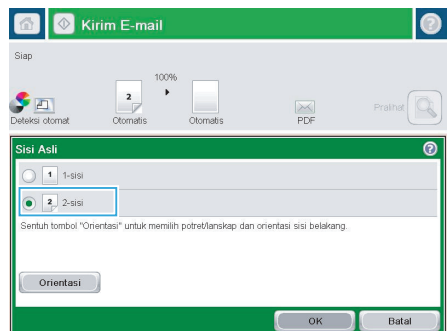 Kirim E-mail
Siap
100%
2
Deteksi otomat
Otomatis
Otomatis
PDF
Pralihat
Sisi Asli
1 1-sisi
2 2-sisi
Sentuh tombol "Orientasi" untuk memilih potret/lanskap dan orientasi sisi belakang.
Orientasi
OK
Batal